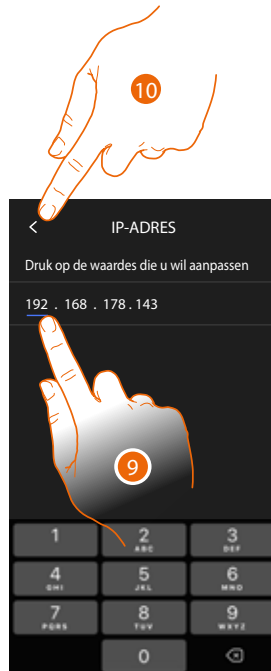 10
< IP-ADRES
Druk op de waardes die u wil aanpassen
192 . 168 . 178 . 143
9
1 2 3
ABC DEF
4 5 6
GHI JKL MNO
7 8 9
PQRS TUV WXYZ
0